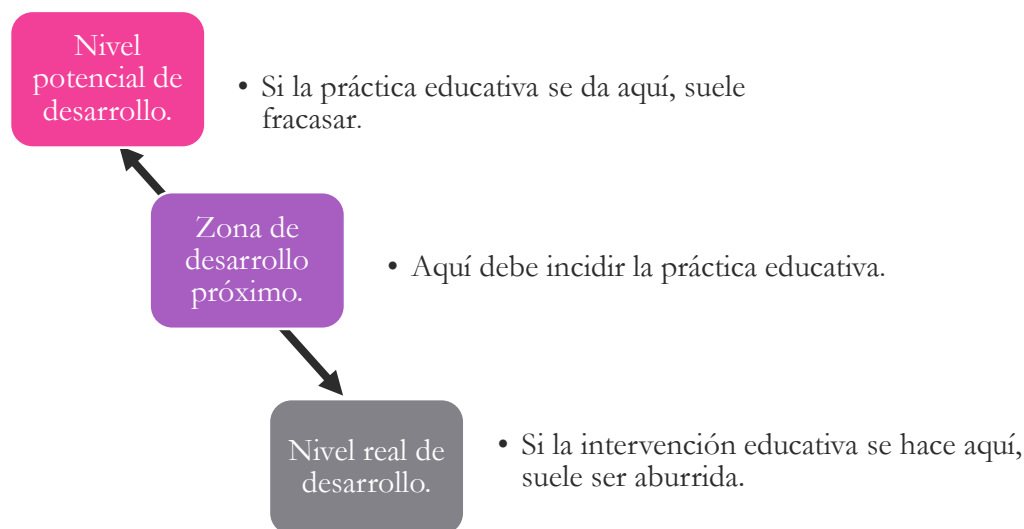 Nivel
potencial de
desarrollo.
• Si la práctica educativa se da aquí, suele
fracasar.
Zona de
desarrollo
próximo.
• Aquí debe incidir la práctica educativa.
Nivel real de
desarrollo.
• Si la intervención educativa se hace aquí,
suele ser aburrida.